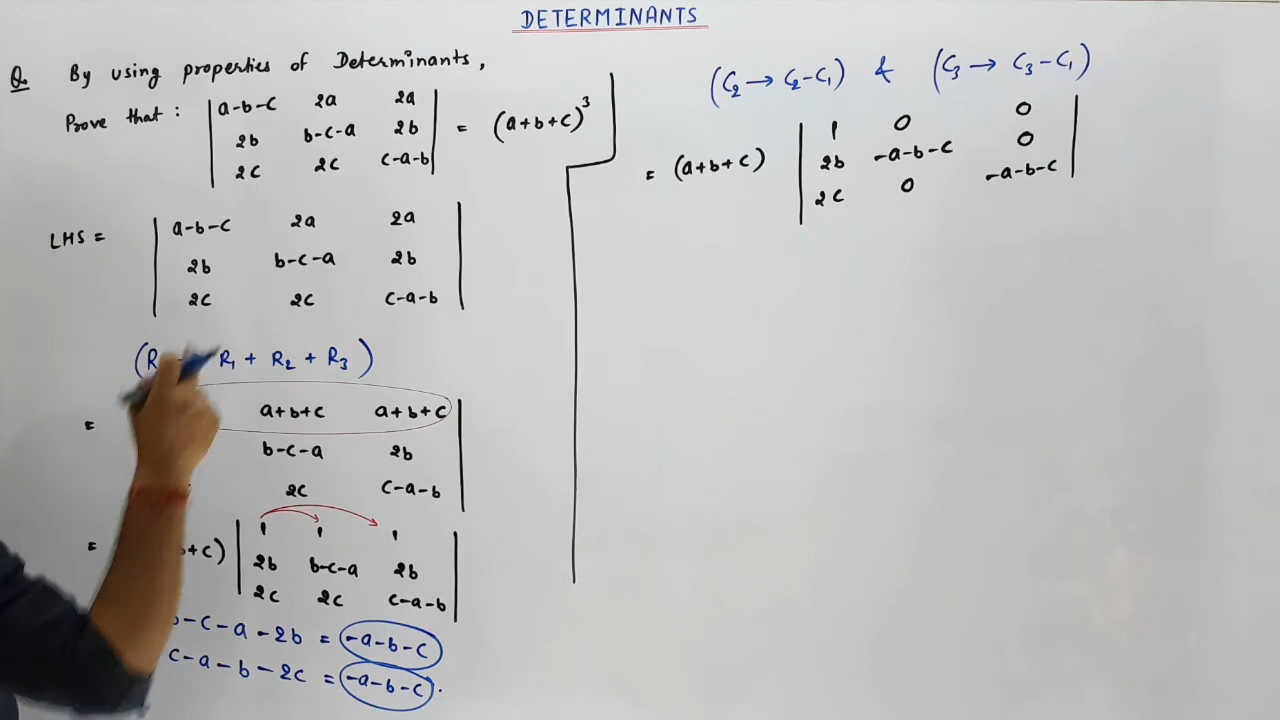 DETERMINANTS
Q. By using properties of Determinants,
Prove that : | a-b-c 2a 2a |
| 2b b-c-a 2b | = (a+b+c)³
| 2c 2c c-a-b |
LHS = | a-b-c 2a 2a |
| 2b b-c-a 2b |
| 2c 2c c-a-b |
(R R₁ + R₂ + R₃)
= a+b+c a+b+c |
b-c-a 2b |
2c c-a-b |
= b+c) | 1 1 1 |
| 2b b-c-a 2b |
| 2c 2c c-a-b |
b-c-a-2b = -a-b-c
c-a-b-2c = -a-b-c.
(C₂ → C₂-C₁) & (C₃ → C₃-C₁)
= (a+b+c) | 1 0 0 |
| 2b -a-b-c 0 |
| 2c 0 -a-b-c |